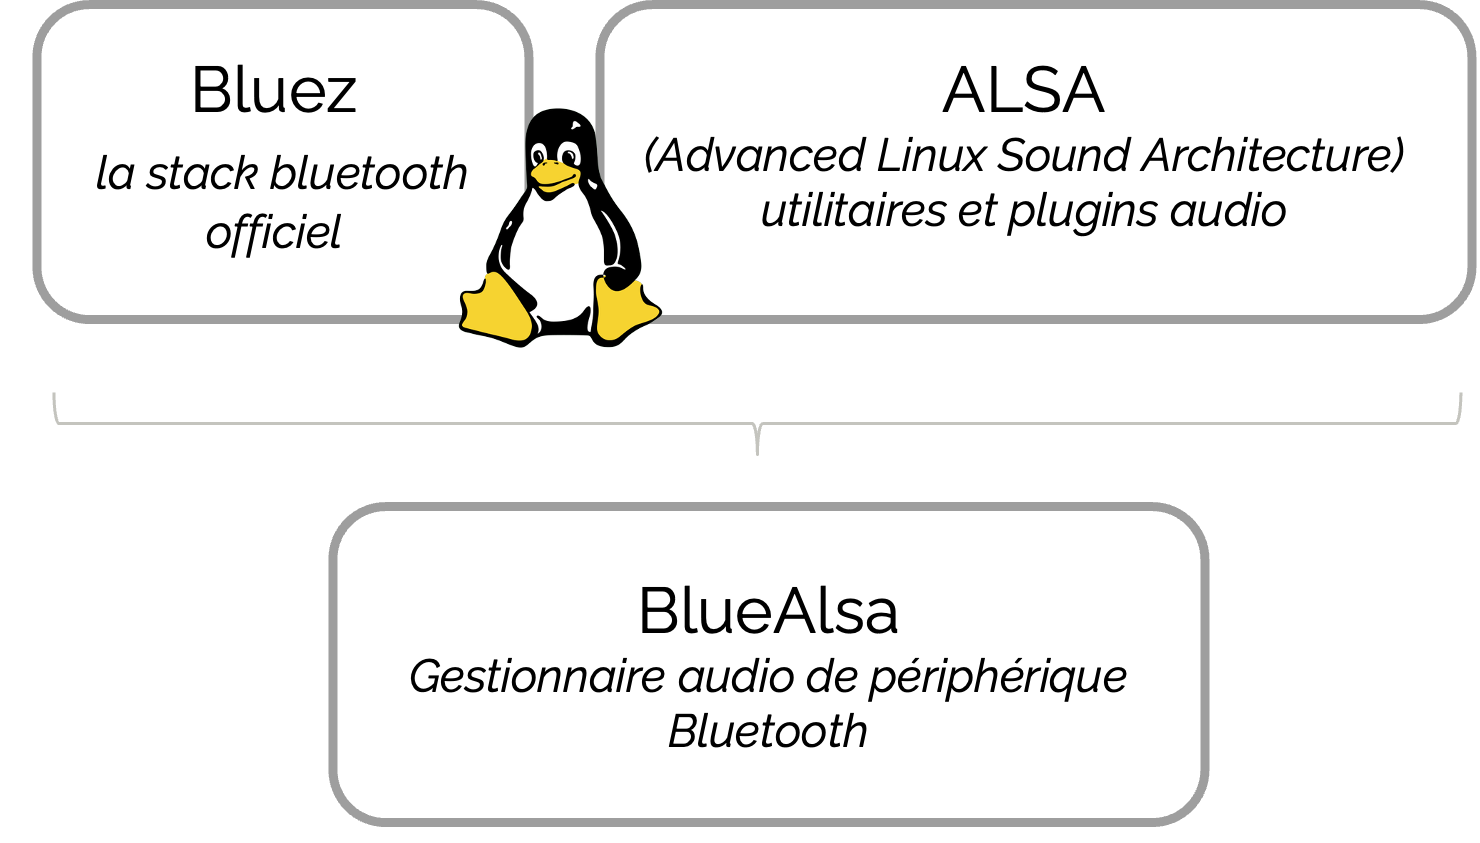 Bluez
la stack bluetooth
officiel
ALSA
(Advanced Linux Sound Architecture)
utilitaires et plugins audio
BlueAlsa
Gestionnaire audio de périphérique
Bluetooth